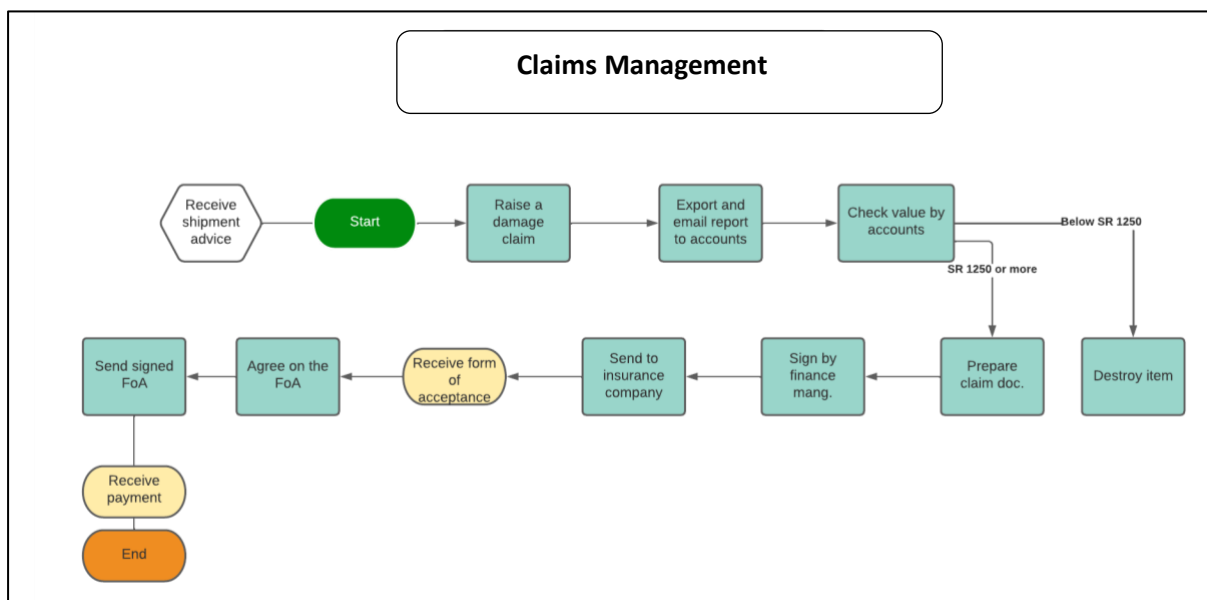 Claims Management
Receive
shipment
advice
Start
Raise a
damage
claim
Export and
email report
to accounts
Check value by
accounts
Below SR 1250
SR 1250 or more
Send signed
FoA
Agree on the
FoA
Receive form
of
acceptance
Send to
insurance
company
Sign by
finance
mang.
Prepare
claim doc.
Destroy item
Receive
payment
End